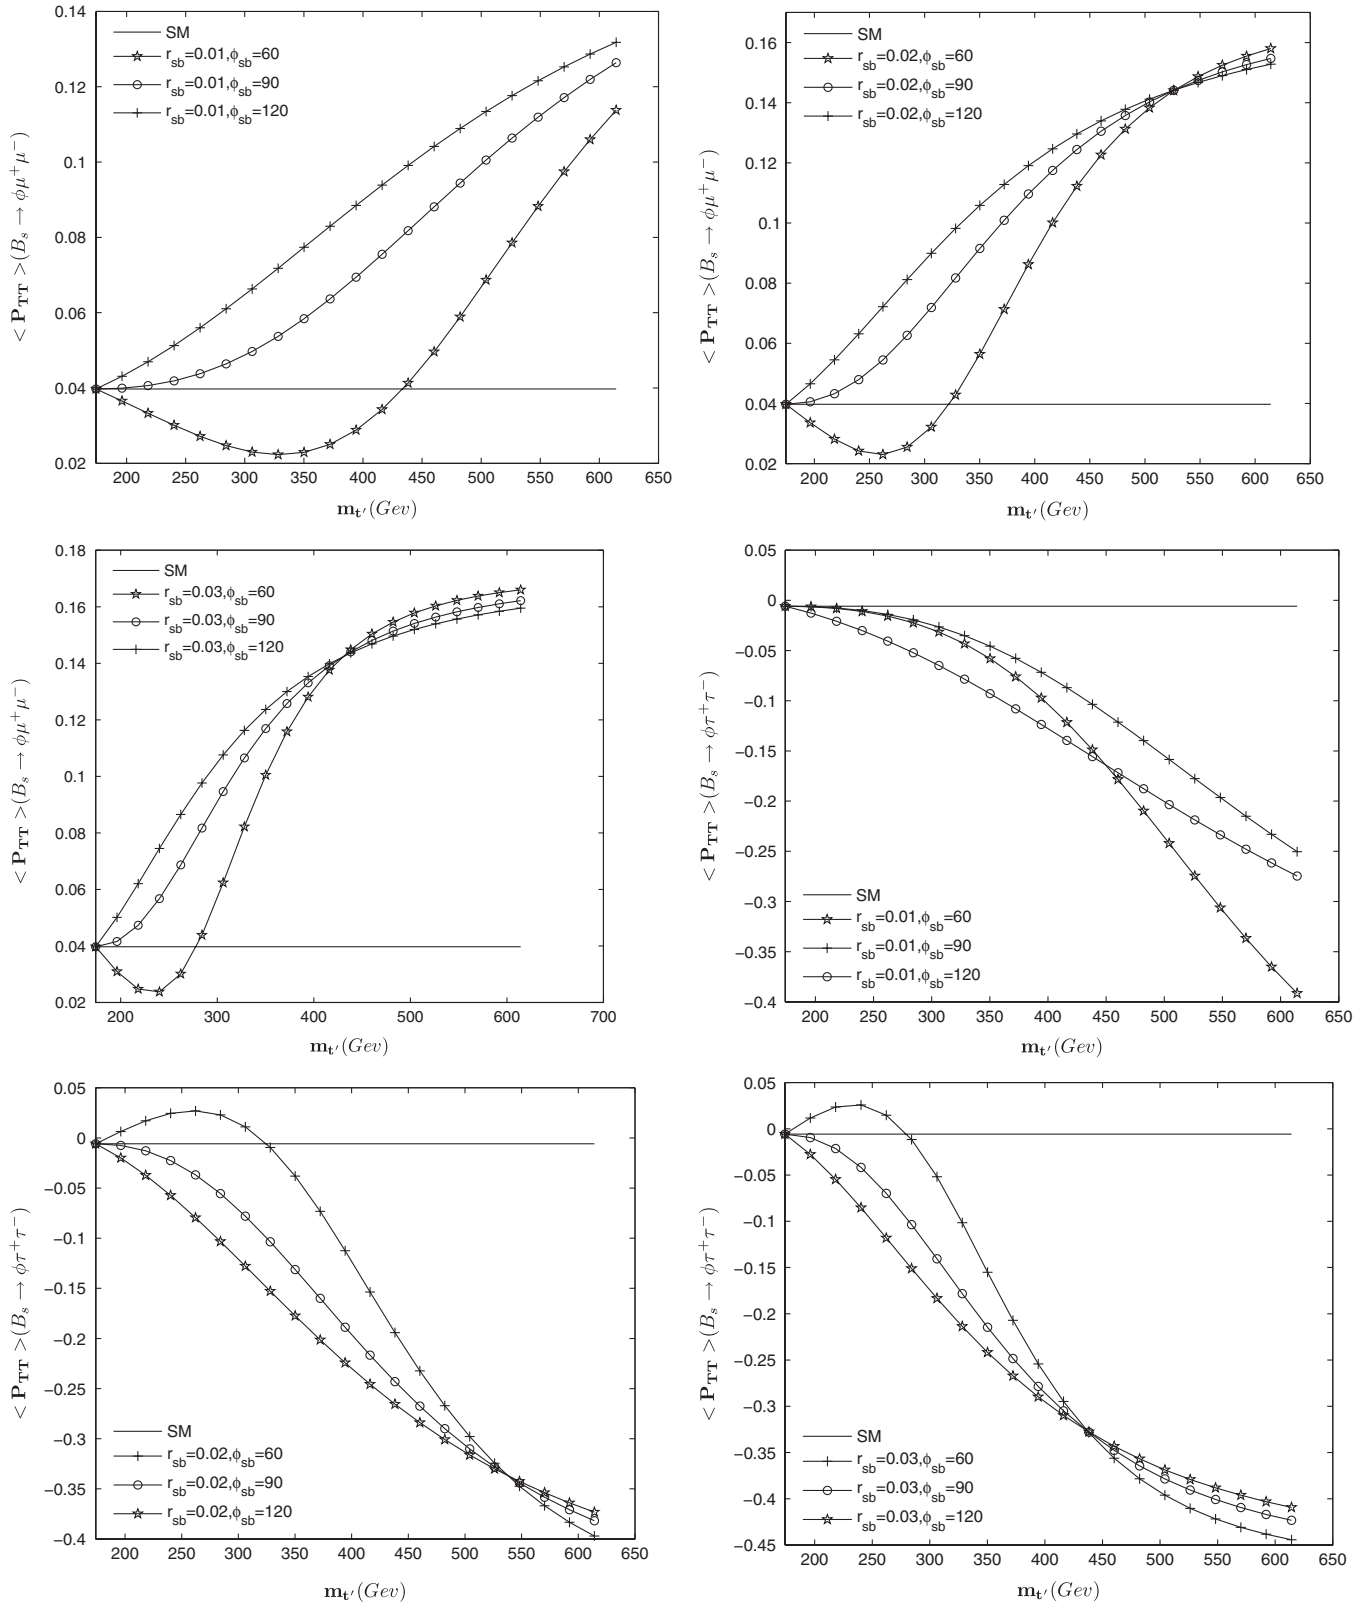 0.14
0.12
0.1
0.08
0.06
0.04
0.02
SM
r_sb=0.01,ϕ_sb=60
r_sb=0.01,ϕ_sb=90
r_sb=0.01,ϕ_sb=120
200 250 300 350 400 450 500 550 600 650
m_t′(Gev)
< P_TT >(B_s → ϕμ⁺μ⁻)
0.16
0.14
0.12
0.1
0.08
0.06
0.04
0.02
SM
r_sb=0.02,ϕ_sb=60
r_sb=0.02,ϕ_sb=90
r_sb=0.02,ϕ_sb=120
200 250 300 350 400 450 500 550 600 650
m_t′(Gev)
< P_TT >(B_s → ϕμ⁺μ⁻)
0.18
0.16
0.14
0.12
0.1
0.08
0.06
0.04
0.02
SM
r_sb=0.03,ϕ_sb=60
r_sb=0.03,ϕ_sb=90
r_sb=0.03,ϕ_sb=120
200 300 400 500 600 700
m_t′(Gev)
< P_TT >(B_s → ϕμ⁺μ⁻)
0.05
0
−0.05
−0.1
−0.15
−0.2
−0.25
−0.3
−0.35
−0.4
SM
r_sb=0.01,ϕ_sb=60
r_sb=0.01,ϕ_sb=90
r_sb=0.01,ϕ_sb=120
200 250 300 350 400 450 500 550 600 650
m_t′(Gev)
< P_TT >(B_s → ϕτ⁺τ⁻)
0.05
0
−0.05
−0.1
−0.15
−0.2
−0.25
−0.3
−0.35
−0.4
SM
r_sb=0.02,ϕ_sb=60
r_sb=0.02,ϕ_sb=90
r_sb=0.02,ϕ_sb=120
200 250 300 350 400 450 500 550 600 650
m_t′(Gev)
< P_TT >(B_s → ϕτ⁺τ⁻)
0.05
0
−0.05
−0.1
−0.15
−0.2
−0.25
−0.3
−0.35
−0.4
−0.45
SM
r_sb=0.03,ϕ_sb=60
r_sb=0.03,ϕ_sb=90
r_sb=0.03,ϕ_sb=120
200 250 300 350 400 450 500 550 600 650
m_t′(Gev)
< P_TT >(B_s → ϕτ⁺τ⁻)